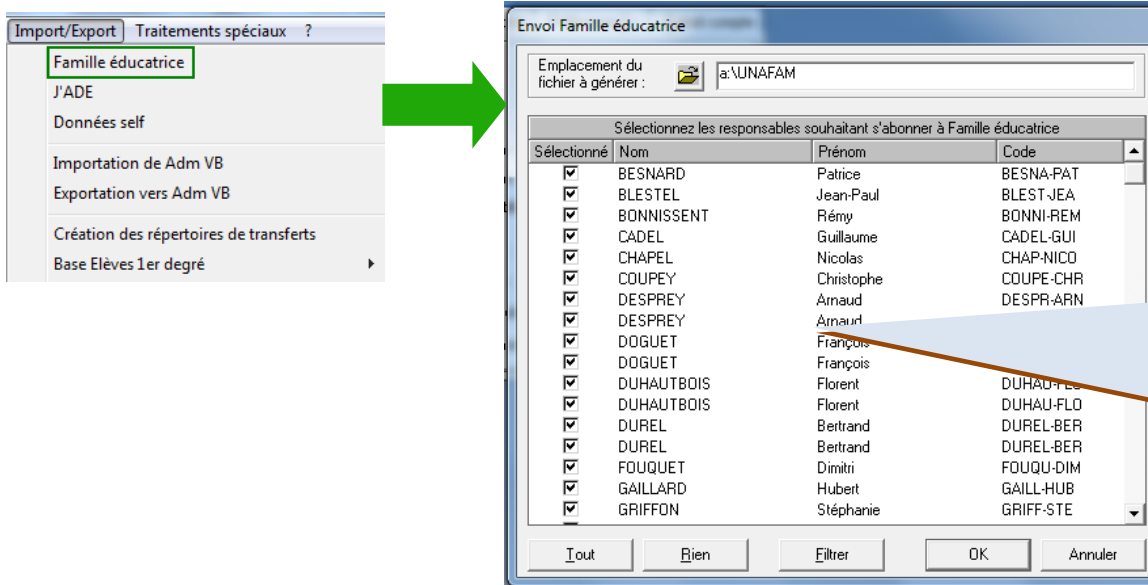 Import/Export Traitements spéciaux ?
Famille éducatrice
J'ADE
Données self
Importation de Adm VB
Exportation vers Adm VB
Création des répertoires de transferts
Base Elèves 1er degré
Envoi Famille éducatrice
Emplacement du
fichier à générer : a:\UNAFAM
Sélectionnez les responsables souhaitant s'abonner à Famille éducatrice
Sélectionné Nom Prénom Code
BESNARD Patrice BESNA-PAT
BLESTEL Jean-Paul BLEST-JEA
BONNISSENT Rémy BONNI-REM
CADEL Guillaume CADEL-GUI
CHAPEL Nicolas CHAP-NICO
COUPEY Christophe COUPE-CHR
DESPREY Arnaud DESPR-ARN
DESPREY Arnaud
DOGUET François
DOGUET François
DUHAUTBOIS Florent DUHAU-FLO
DUHAUTBOIS Florent DUHAU-FLO
DUREL Bertrand DUREL-BER
DUREL Bertrand DUREL-BER
FOUQUET Dimitri FOUQU-DIM
GAILLARD Hubert GAILL-HUB
GRIFFON Stéphanie GRIFF-STE
Tout Rien Filtrer OK Annuler